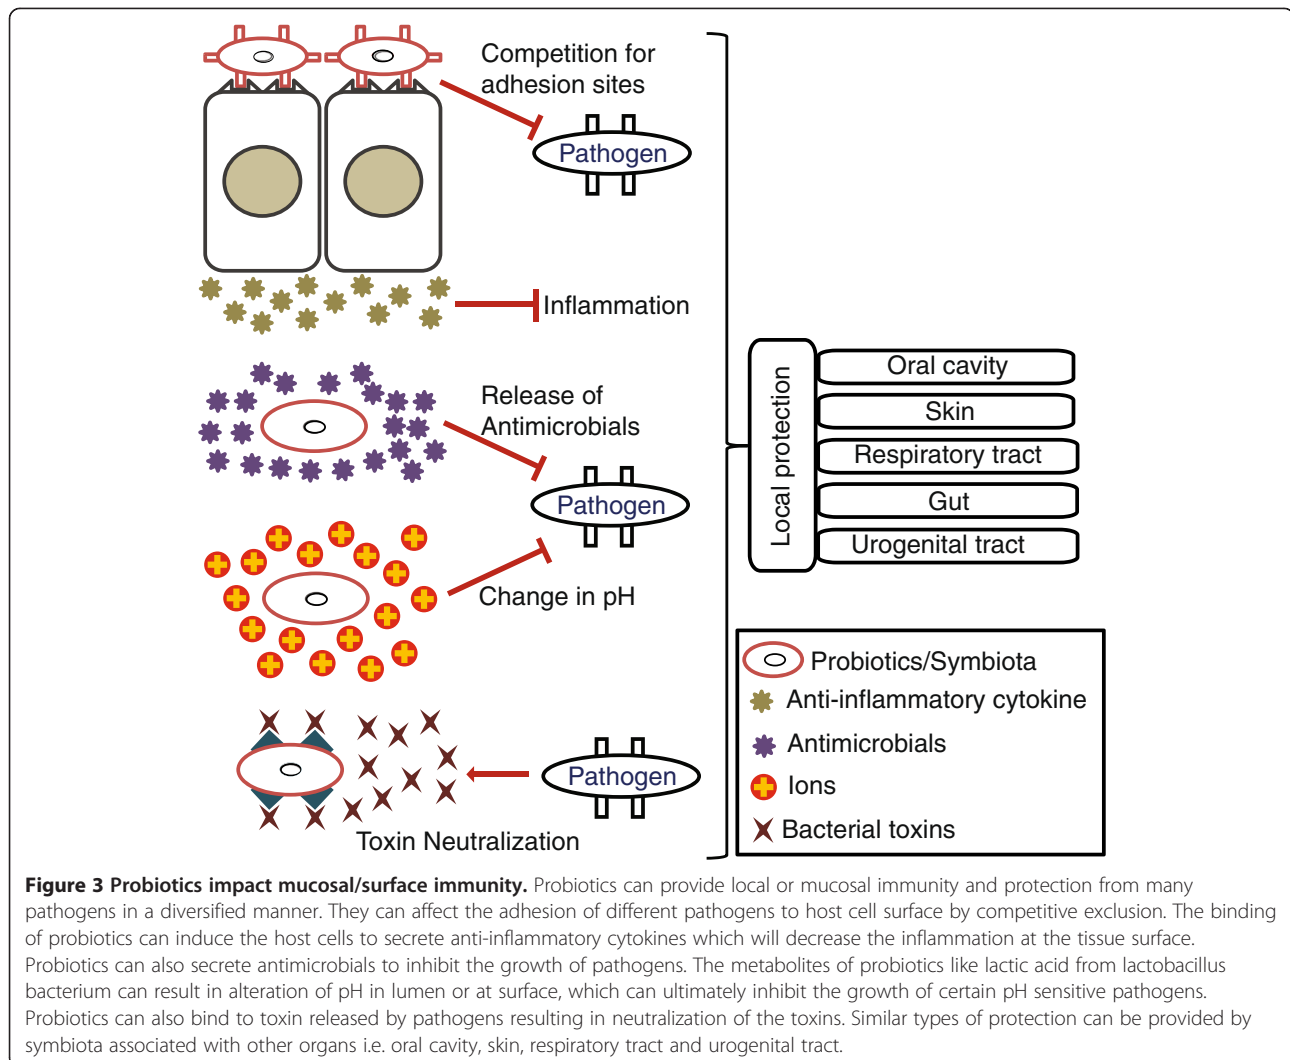 Competition for
adhesion sites
Pathogen
Inflammation
Release of
Antimicrobials
Pathogen
Change in pH
Pathogen
Toxin Neutralization
Local protection
Oral cavity
Skin
Respiratory tract
Gut
Urogenital tract
Probiotics/Symbiota
Anti-inflammatory cytokine
Antimicrobials
Ions
Bacterial toxins
Figure 3 Probiotics impact mucosal/surface immunity. Probiotics can provide local or mucosal immunity and protection from many
pathogens in a diversified manner. They can affect the adhesion of different pathogens to host cell surface by competitive exclusion. The binding
of probiotics can induce the host cells to secrete anti-inflammatory cytokines which will decrease the inflammation at the tissue surface.
Probiotics can also secrete antimicrobials to inhibit the growth of pathogens. The metabolites of probiotics like lactic acid from lactobacillus
bacterium can result in alteration of pH in lumen or at surface, which can ultimately inhibit the growth of certain pH sensitive pathogens.
Probiotics can also bind to toxin released by pathogens resulting in neutralization of the toxins. Similar types of protection can be provided by
symbiota associated with other organs i.e. oral cavity, skin, respiratory tract and urogenital tract.